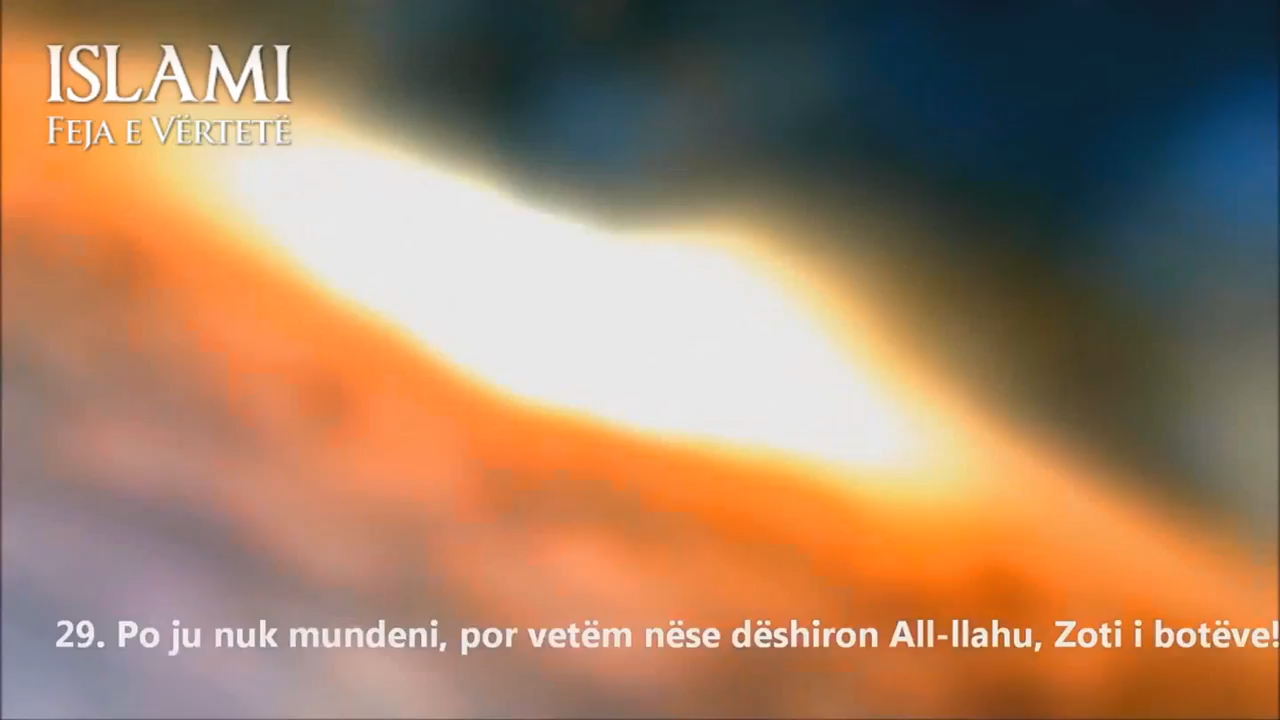 ISLAMI
FEJA E VËRTETË
29. Po ju nuk mundeni, por vetëm nëse dëshiron All-llahu, Zoti i botëve!